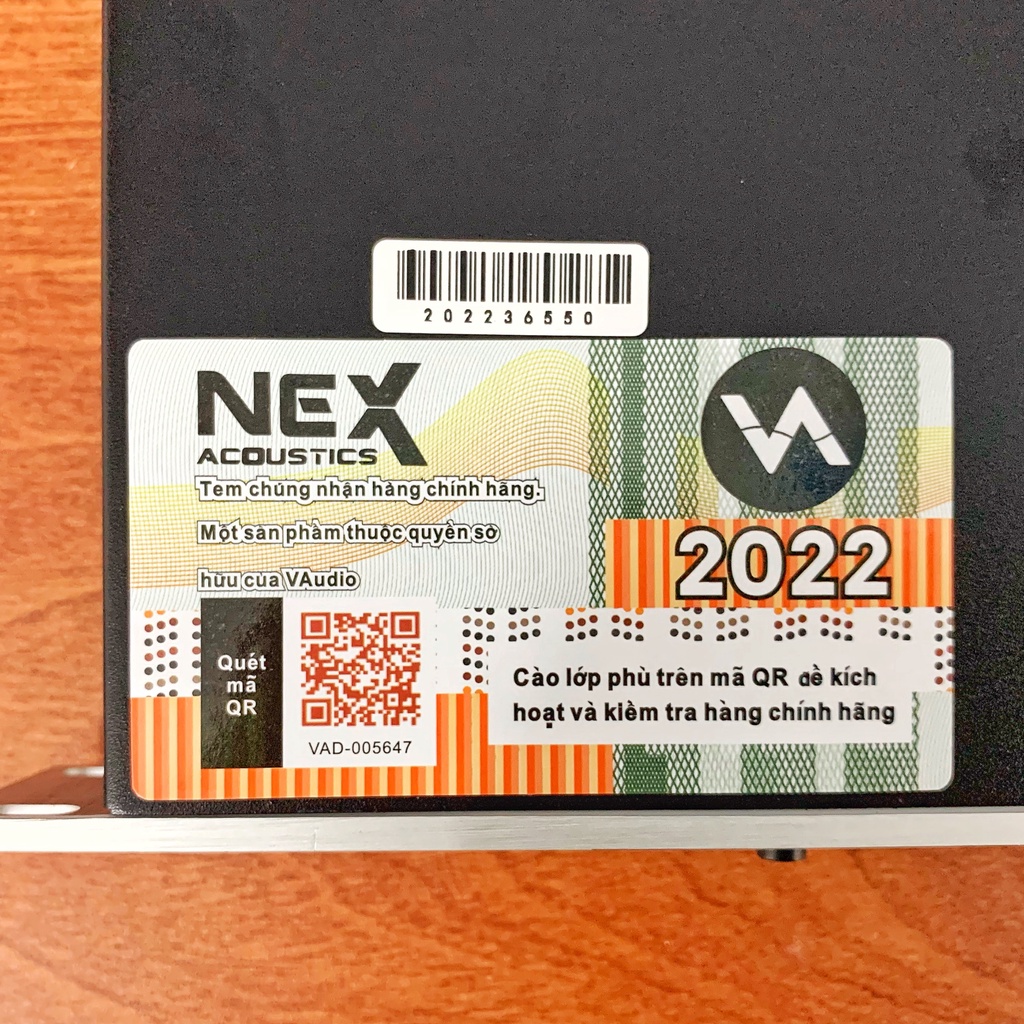 202236550
NEX
ACOUSTICS
Tem chứng nhận hàng chính hãng.
Một sản phẩm thuộc quyền sở
hữu của VAudio
VA
2022
Quét
mã
QR
VAD-005647
Cào lớp phủ trên mã QR để kích
hoạt và kiểm tra hàng chính hãng